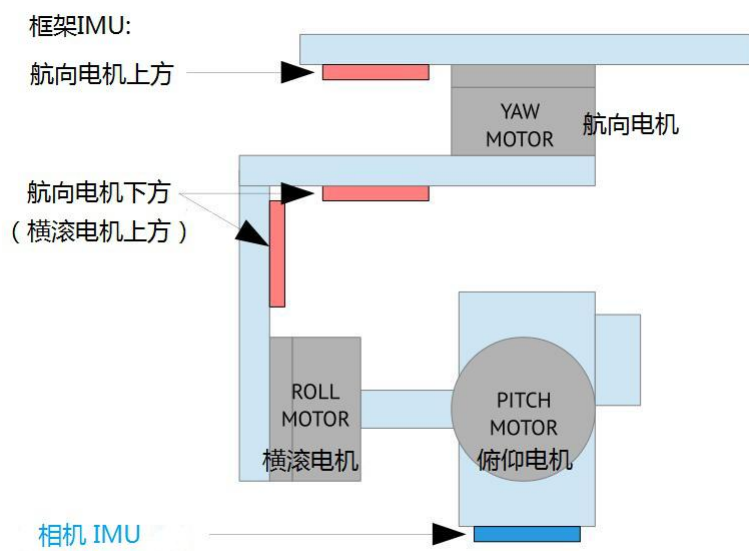 框架IMU:
航向电机上方
YAW
MOTOR
航向电机
航向电机下方
（横滚电机上方）
ROLL
MOTOR
横滚电机
PITCH
MOTOR
俯仰电机
相机 IMU